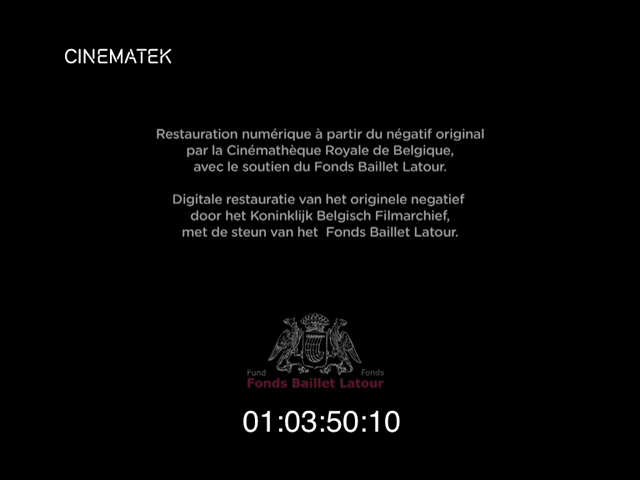 CINEMATEK
Restauration numérique à partir du négatif original
par la Cinémathèque Royale de Belgique,
avec le soutien du Fonds Baillet Latour.
Digitale restauratie van het originele negatief
door het Koninklijk Belgisch Filmarchief,
met de steun van het Fonds Baillet Latour.
Fund Fonds
Fonds Baillet Latour
01:03:50:10